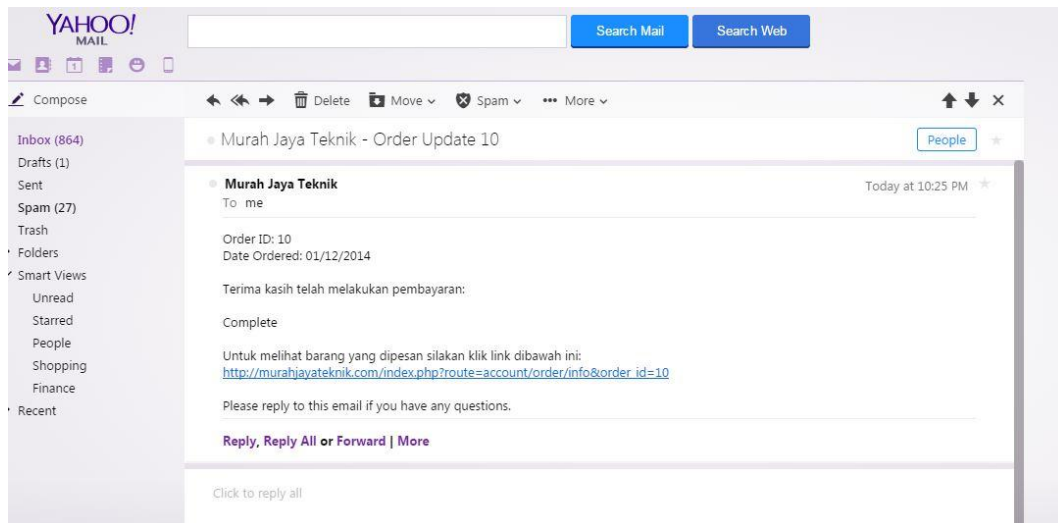 YAHOO!
MAIL
Search Mail
Search Web
1
Compose
Delete
Move
Spam
More
Inbox (864)
Drafts (1)
Sent
Spam (27)
Trash
Folders
Smart Views
Unread
Starred
People
Shopping
Finance
Recent
Murah Jaya Teknik - Order Update 10
People
Murah Jaya Teknik
Today at 10:25 PM
To me
Order ID: 10
Date Ordered: 01/12/2014
Terima kasih telah melakukan pembayaran:
Complete
Untuk melihat barang yang dipesan silakan klik link dibawah ini:
http://murahjayateknik.com/index.php?route=account/order/info&order_id=10
Please reply to this email if you have any questions.
Reply, Reply All or Forward | More
Click to reply all